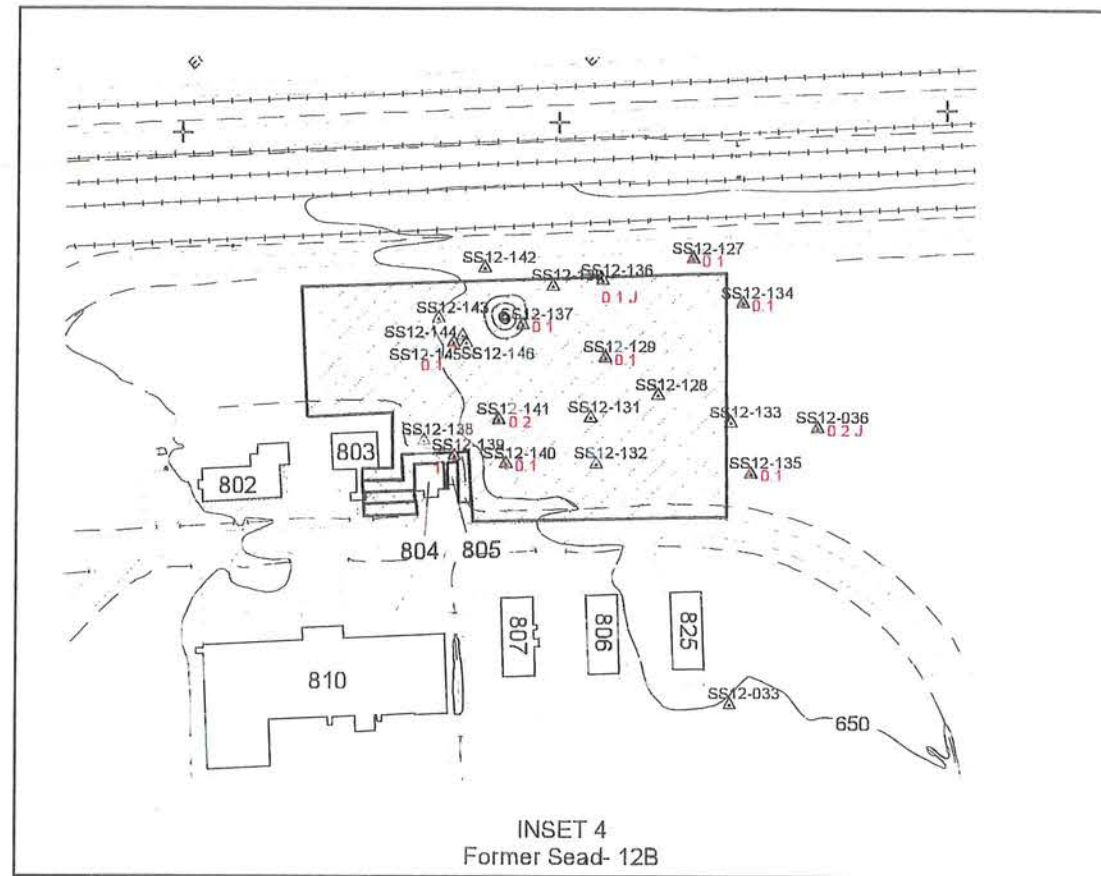 SS12-127
0.1
SS12-142
SS12-136
0.1 J
SS12-134
0.1
SS12-143
SS12-137
0.1
SS12-144
SS12-145
0.1
SS12-146
SS12-129
0.1
SS12-128
SS12-141
0.2
SS12-131
SS12-133
SS12-036
0.2 J
SS12-138
SS12-139
SS12-140
0.1
SS12-132
SS12-135
0.1
803
802
804
805
807
806
825
810
SS12-033
650
INSET 4
Former Sead- 12B